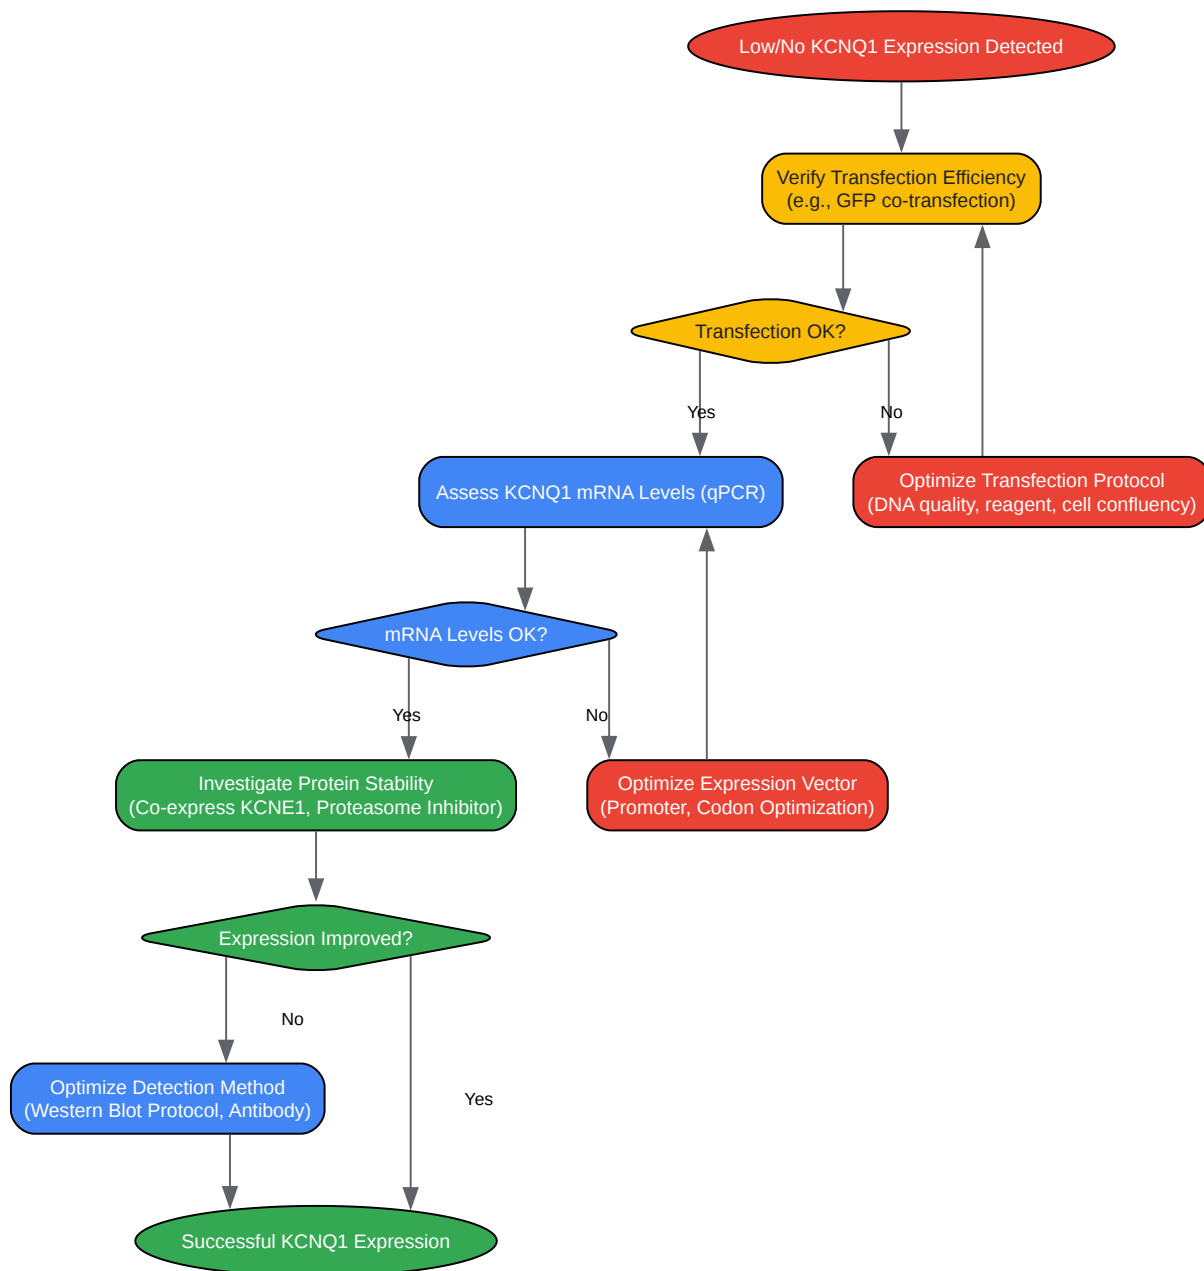 Low/No KCNQ1 Expression Detected
Verify Transfection Efficiency
(e.g., GFP co-transfection)
Transfection OK?
Yes
No
Assess KCNQ1 mRNA Levels (qPCR)
Optimize Transfection Protocol
(DNA quality, reagent, cell confluency)
mRNA Levels OK?
Yes
No
Investigate Protein Stability
(Co-express KCNE1, Proteasome Inhibitor)
Optimize Expression Vector
(Promoter, Codon Optimization)
Expression Improved?
No
Yes
Optimize Detection Method
(Western Blot Protocol, Antibody)
Successful KCNQ1 Expression